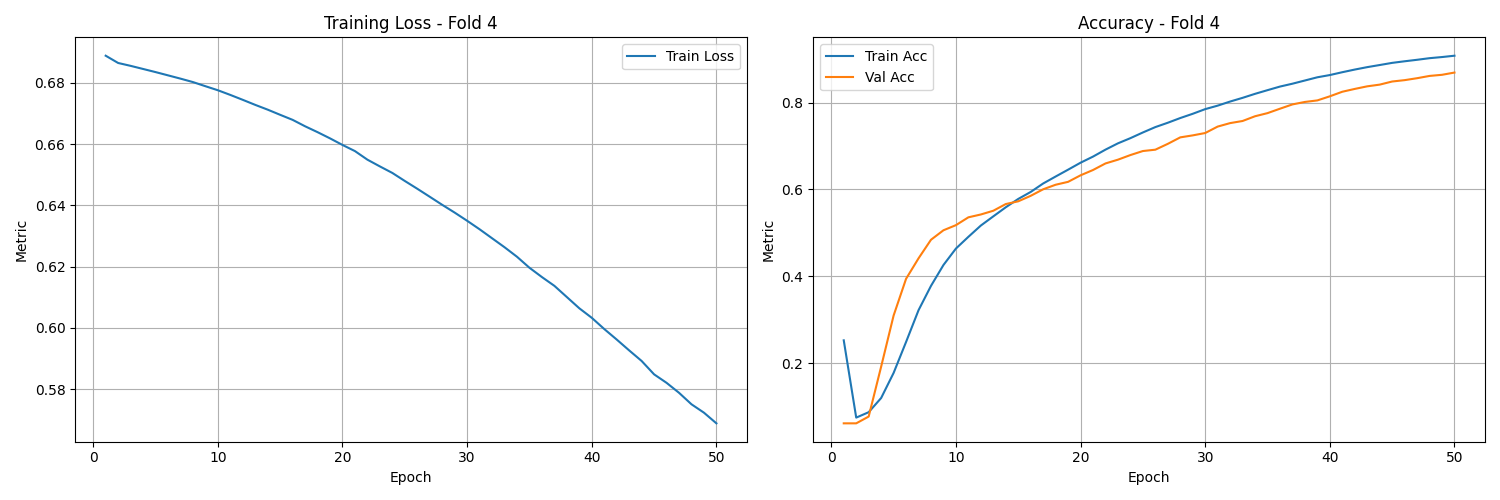 Training Loss - Fold 4
Train Loss
0.68
0.66
0.64
0.62
0.60
0.58
Metric
0 10 20 30 40 50
Epoch
Accuracy - Fold 4
Train Acc
Val Acc
0.8
0.6
0.4
0.2
Metric
0 10 20 30 40 50
Epoch